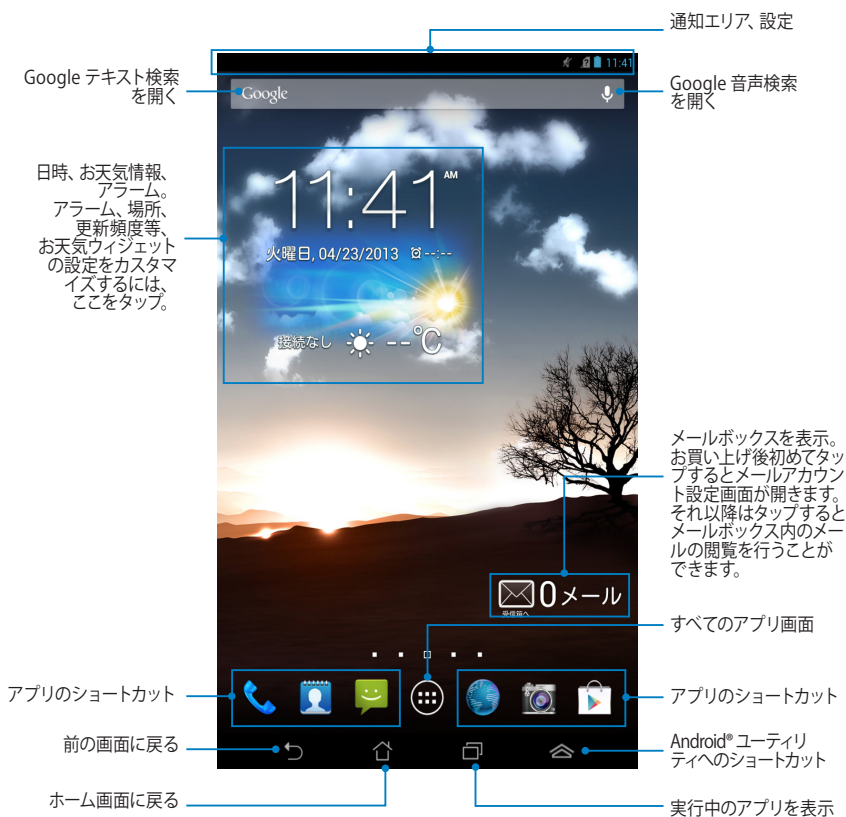 通知エリア、設定
11:41
Google テキスト検索
を開く
Google
Google 音声検索
を開く
日時、お天気情報、
アラーム。
アラーム、場所、
更新頻度等、
お天気ウィジェット
の設定をカスタマ
イズするには、
ここをタップ。
11:41 AM
火曜日, 04/23/2013 --:--
接続なし --℃
メールボックスを表示。
お買い上げ後初めてタッ
プするとメールアカウン
ト設定画面が開きます。
それ以降はタップすると
メールボックス内のメー
ルの閲覧を行うことが
できます。
0 メール
受信箱へ
すべてのアプリ画面
アプリのショートカット
アプリのショートカット
前の画面に戻る
Android® ユーティリ
ティへのショートカット
ホーム画面に戻る
実行中のアプリを表示